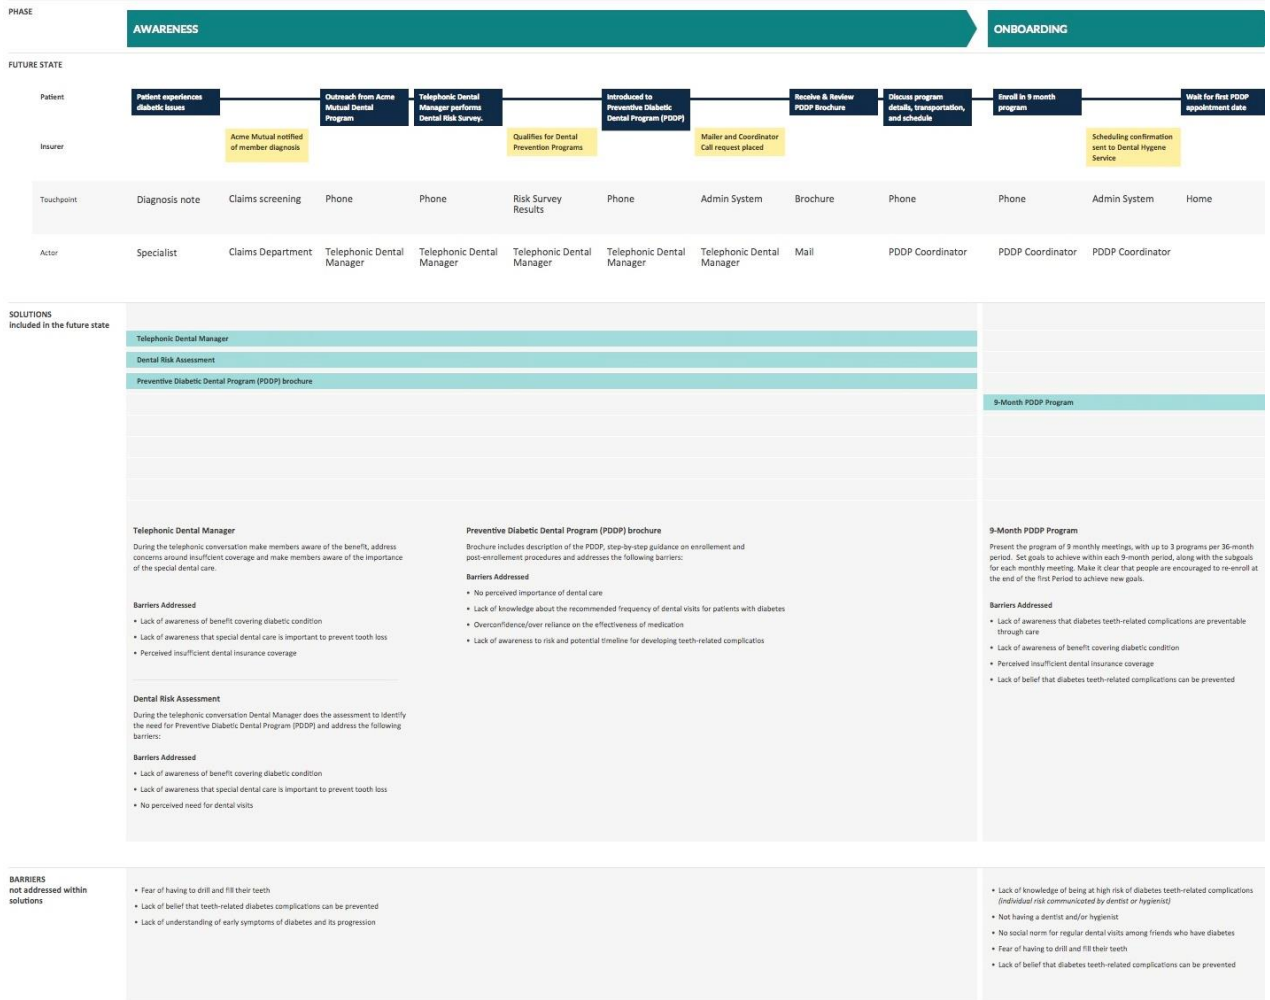 PHASE
AWARENESS
ONBOARDING
FUTURE STATE
Patient
Patient experiences
diabetic issues
Outreach from Acme
Mutual Dental
Program
Telephonic Dental
Manager performs
Dental Risk Survey.
Introduced to
Preventive Diabetic
Dental Program (PDDP)
Receive & Review
PDDP Brochure
Discuss program
details, transportation,
and schedule
Enroll in 9 month
program
Wait for first PDDP
appointment date
Insurer
Acme Mutual notified
of member diagnosis
Qualifies for Dental
Prevention Programs
Mailer and Coordinator
Call request placed
Scheduling confirmation
sent to Dental Hygene
Service
Touchpoint
Diagnosis note
Claims screening
Phone
Phone
Risk Survey
Results
Phone
Admin System
Brochure
Phone
Phone
Admin System
Home
Actor
Specialist
Claims Department
Telephonic Dental
Manager
Telephonic Dental
Manager
Telephonic Dental
Manager
Telephonic Dental
Manager
Telephonic Dental
Manager
Mail
PDDP Coordinator
PDDP Coordinator
PDDP Coordinator
SOLUTIONS
included in the future state
Telephonic Dental Manager
Dental Risk Assessment
Preventive Diabetic Dental Program (PDDP) brochure
9-Month PDDP Program
Telephonic Dental Manager
During the telephonic conversation make members aware of the benefit, address
concerns around insufficient coverage and make members aware of the importance
of the special dental care.
Barriers Addressed
• Lack of awareness of benefit covering diabetic condition
• Lack of awareness that special dental care is important to prevent tooth loss
• Perceived insufficient dental insurance coverage
Dental Risk Assessment
During the telephonic conversation Dental Manager does the assessment to identify
the need for Preventive Diabetic Dental Program (PDDP) and address the following
barriers:
Barriers Addressed
• Lack of awareness of benefit covering diabetic condition
• Lack of awareness that special dental care is important to prevent tooth loss
• No perceived need for dental visits
Preventive Diabetic Dental Program (PDDP) brochure
Brochure includes description of the PDDP, step-by-step guidance on enrollement and
post-enrollement procedures and addresses the following barriers:
Barriers Addressed
• No perceived importance of dental care
• Lack of knowledge about the recommended frequency of dental visits for patients with diabetes
• Overconfidence/over reliance on the effectiveness of medication
• Lack of awareness to risk and potential timeline for developing teeth-related complicatios
9-Month PDDP Program
Present the program of 9 monthly meetings, with up to 3 programs per 36-month
period. Set goals to achieve within each 9-month period, along with the subgoals
for each monthly meeting. Make it clear that people are encouraged to re-enroll at
the end of the first Period to achieve new goals.
Barriers Addressed
• Lack of awareness that diabetes teeth-related complications are preventable
through care
• Lack of awareness of benefit covering diabetic condition
• Perceived insufficient dental insurance coverage
• Lack of belief that diabetes teeth-related complications can be prevented
BARRIERS
not addressed within
solutions
• Fear of having to drill and fill their teeth
• Lack of belief that teeth-related diabetes complications can be prevented
• Lack of understanding of early symptoms of diabetes and its progression
• Lack of knowledge of being at high risk of diabetes teeth-related complications
(individual risk communicated by dentist or hygienist)
• Not having a dentist and/or hygienist
• No social norm for regular dental visits among friends who have diabetes
• Fear of having to drill and fill their teeth
• Lack of belief that diabetes teeth-related complications can be prevented